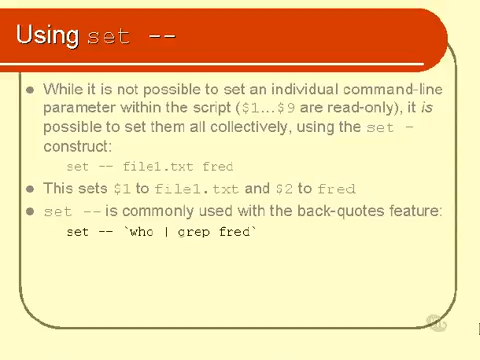 Using set --
While it is not possible to set an individual command-line
parameter within the script ($1...$9 are read-only), it is
possible to set them all collectively, using the set -
construct:
set -- file1.txt fred
This sets $1 to file1.txt and $2 to fred
set -- is commonly used with the back-quotes feature:
set -- `who | grep fred`